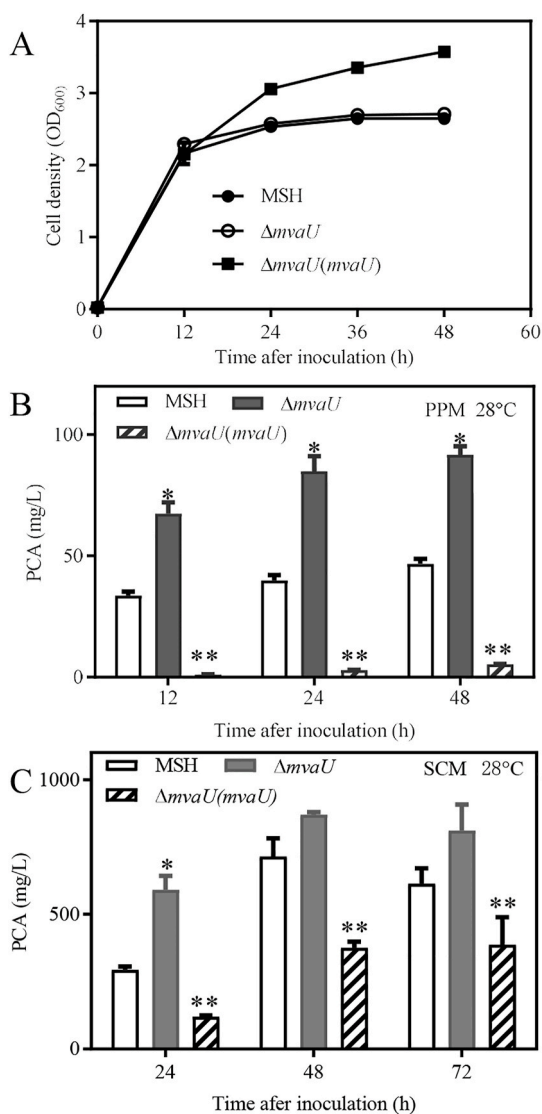 A
4
3
2
1
0
Cell density (OD600)
MSH
ΔmvaU
ΔmvaU(mvaU)
0 12 24 36 48 60
Time afer inoculation (h)
B
MSH ΔmvaU PPM 28°C
ΔmvaU(mvaU)
100
50
0
PCA (mg/L)
* ** * ** * **
12 24 48
Time afer inoculation (h)
C
MSH ΔmvaU SCM 28°C
ΔmvaU(mvaU)
1000
500
0
PCA (mg/L)
* ** ** **
24 48 72
Time afer inoculation (h)